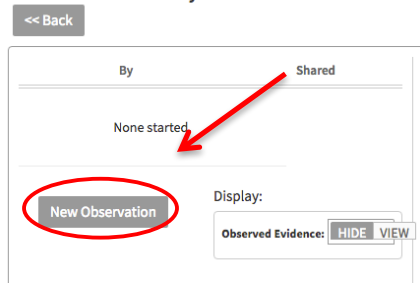 << Back
By Shared
None started
New Observation
Display:
Observed Evidence: HIDE VIEW